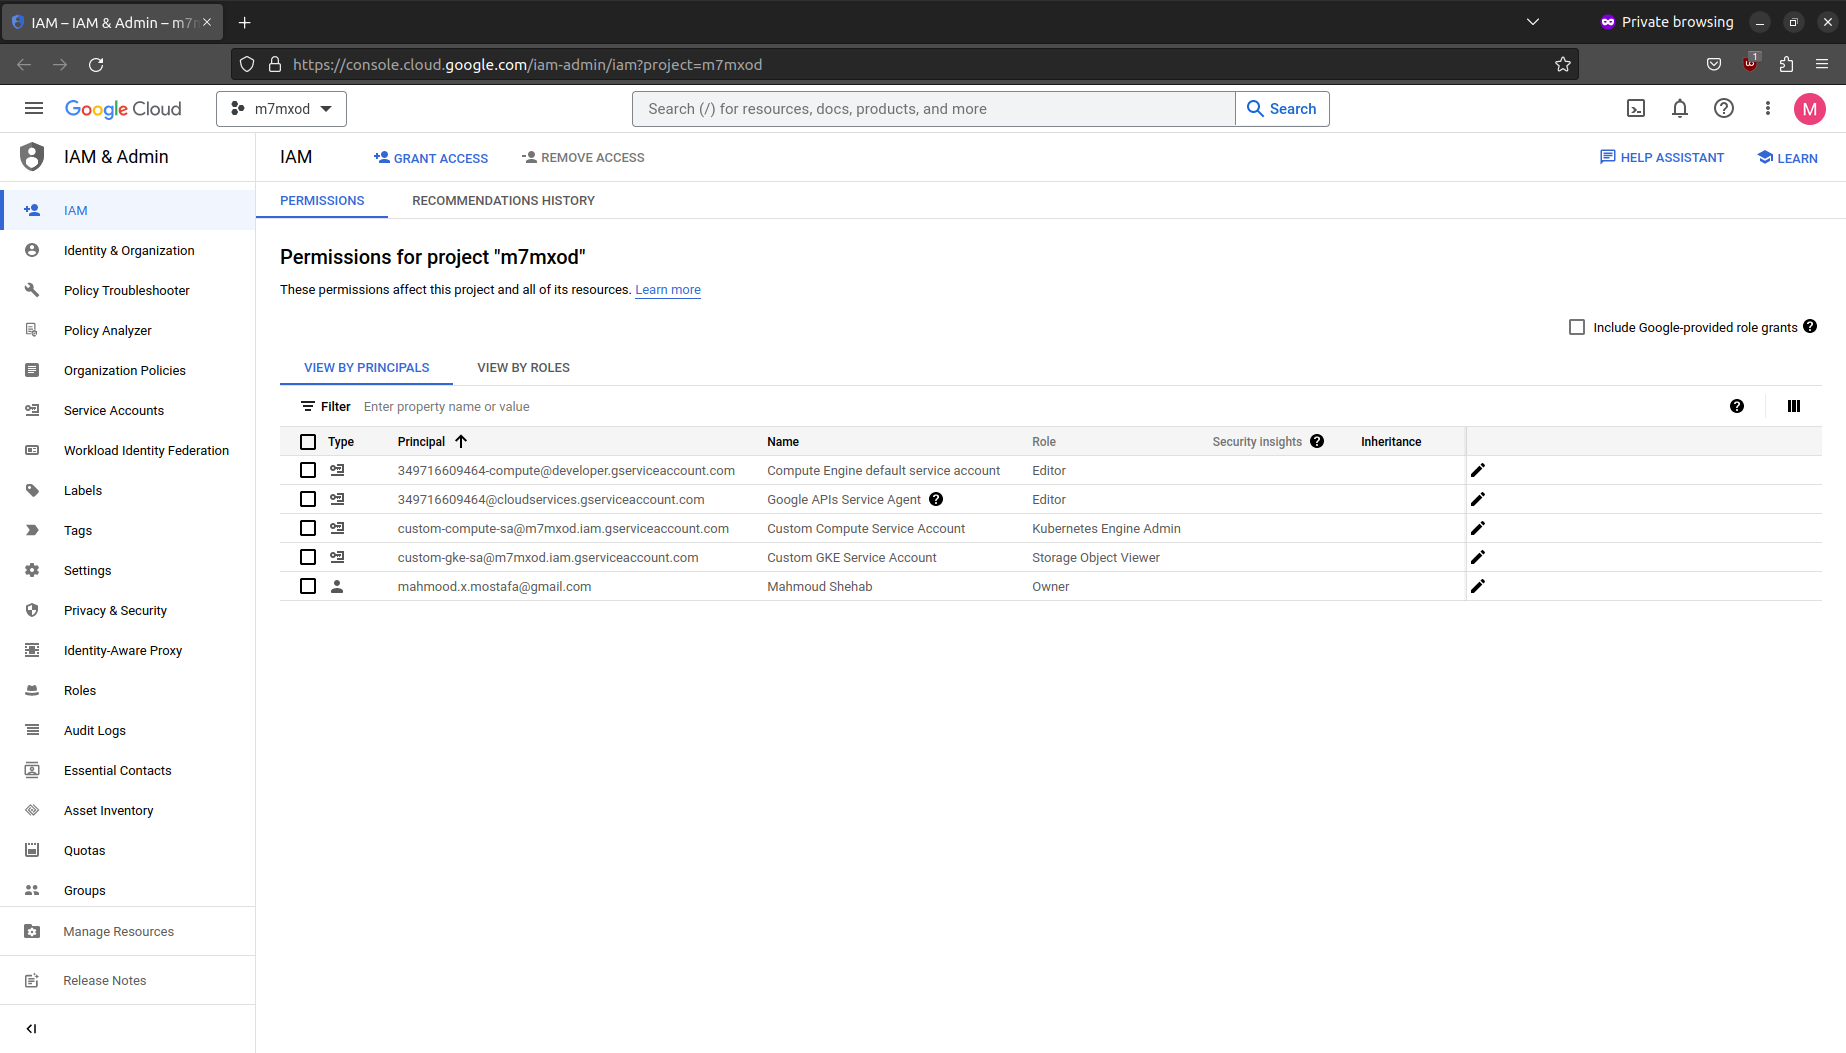 IAM – IAM & Admin – m7m
Private browsing
https://console.cloud.google.com/iam-admin/iam?project=m7mxod
1
Google Cloud
m7mxod
Search (/) for resources, docs, products, and more
Search
M
IAM & Admin
IAM
GRANT ACCESS
REMOVE ACCESS
HELP ASSISTANT
LEARN
IAM
Identity & Organization
Policy Troubleshooter
Policy Analyzer
Organization Policies
Service Accounts
Workload Identity Federation
Labels
Tags
Settings
Privacy & Security
Identity-Aware Proxy
Roles
Audit Logs
Essential Contacts
Asset Inventory
Quotas
Groups
Manage Resources
Release Notes
PERMISSIONS
RECOMMENDATIONS HISTORY
Permissions for project "m7mxod"
These permissions affect this project and all of its resources. Learn more
Include Google-provided role grants
VIEW BY PRINCIPALS
VIEW BY ROLES
Filter Enter property name or value
Type Principal Name Role Security insights Inheritance
349716609464-compute@developer.gserviceaccount.com Compute Engine default service account Editor
349716609464@cloudservices.gserviceaccount.com Google APIs Service Agent Editor
custom-compute-sa@m7mxod.iam.gserviceaccount.com Custom Compute Service Account Kubernetes Engine Admin
custom-gke-sa@m7mxod.iam.gserviceaccount.com Custom GKE Service Account Storage Object Viewer
mahmood.x.mostafa@gmail.com Mahmoud Shehab Owner